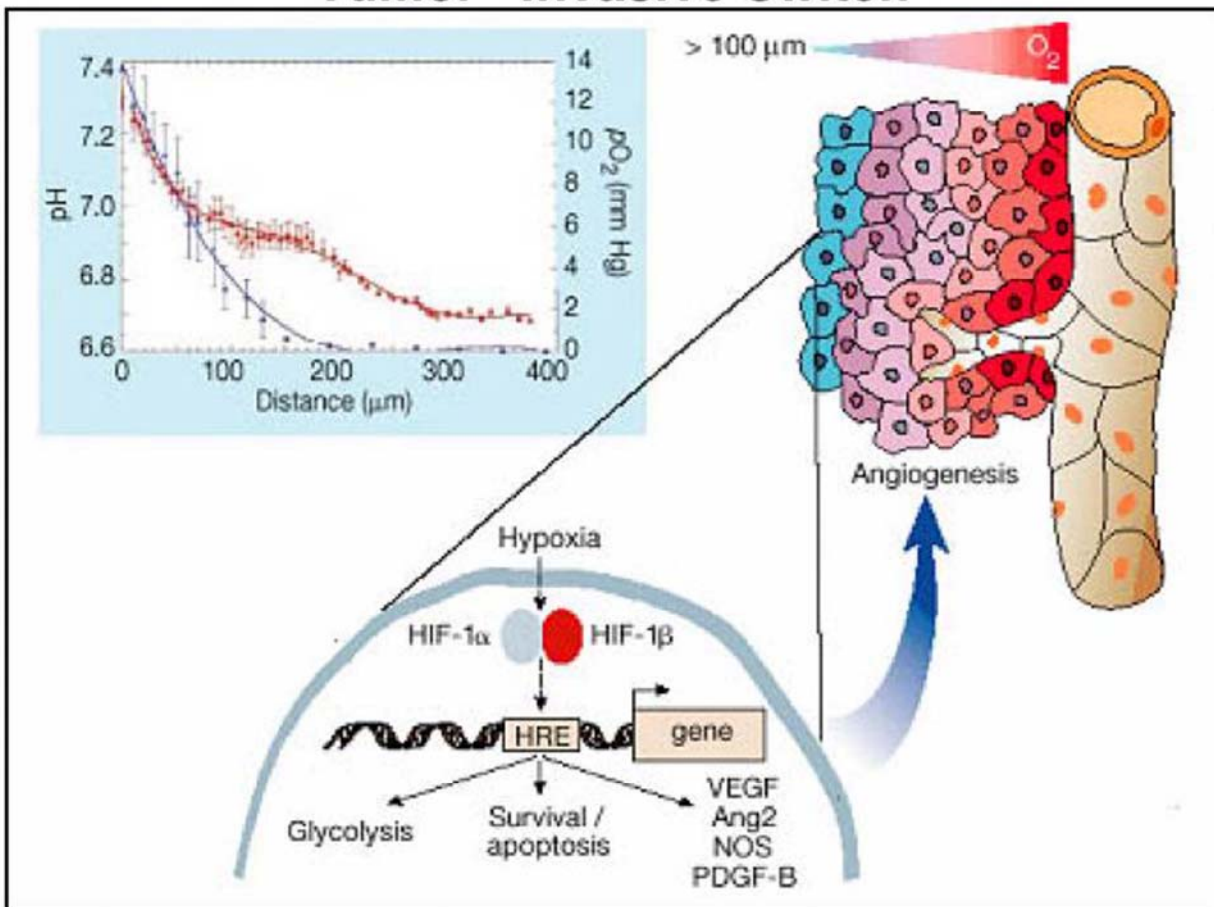 7.4
7.2
7.0
6.8
6.6
pH
14
12
10
8
6
4
2
0
pO2 (mm Hg)
0 100 200 300 400
Distance (µm)
> 100 µm
O2
Angiogenesis
Hypoxia
HIF-1α HIF-1β
HRE gene
Glycolysis
Survival /
apoptosis
VEGF
Ang2
NOS
PDGF-B